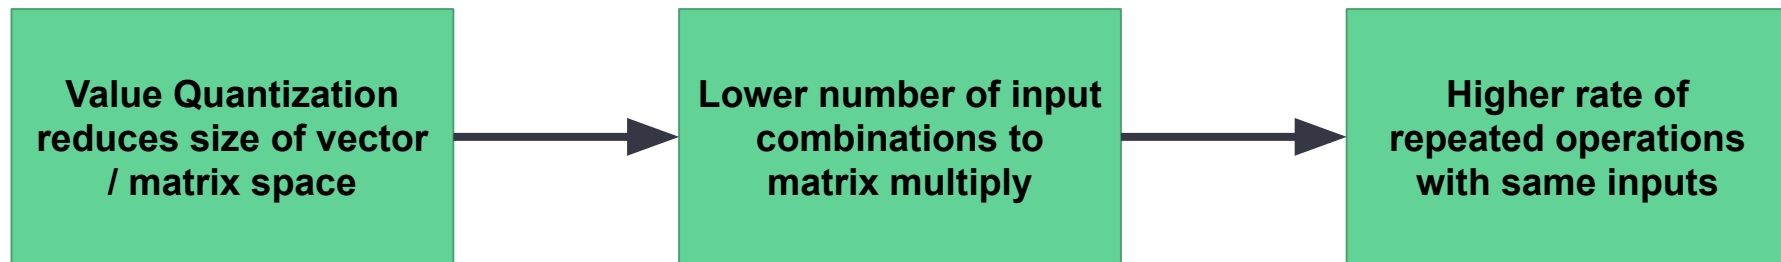 Value Quantization
reduces size of vector
/ matrix space
Lower number of input
combinations to
matrix multiply
Higher rate of
repeated operations
with same inputs